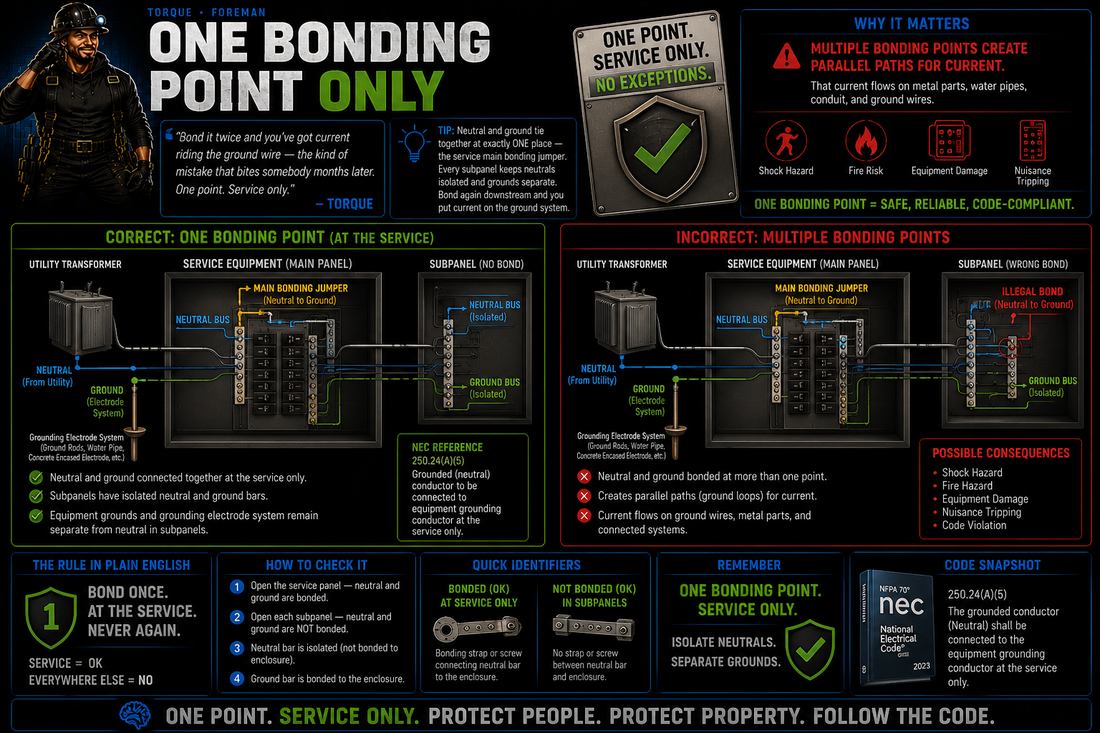 TORQUE • FOREMAN
ONE BONDING
POINT ONLY
"Bond it twice and you've got current
riding the ground wire — the kind of
mistake that bites somebody months later.
One point. Service only."
– TORQUE
TIP: Neutral and ground tie
together at exactly ONE place —
the service main bonding jumper.
Every subpanel keeps neutrals
isolated and grounds separate.
Bond again downstream and you
put current on the ground system.
ONE POINT.
SERVICE ONLY.
NO EXCEPTIONS.
WHY IT MATTERS
MULTIPLE BONDING POINTS CREATE
PARALLEL PATHS FOR CURRENT.
That current flows on metal parts, water pipes,
conduit, and ground wires.
Shock Hazard
Fire Risk
Equipment Damage
Nuisance
Tripping
ONE BONDING POINT = SAFE, RELIABLE, CODE-COMPLIANT.
CORRECT: ONE BONDING POINT (AT THE SERVICE)
UTILITY TRANSFORMER
SERVICE EQUIPMENT (MAIN PANEL)
SUBPANEL (NO BOND)
MAIN BONDING JUMPER
(Neutral to Ground)
NEUTRAL BUS
NEUTRAL BUS
(Isolated)
NEUTRAL
(From Utility)
GROUND
(Electrode
System)
GROUND BUS
(Isolated)
Grounding Electrode System
(Ground Rods, Water Pipe,
Concrete Encased Electrode, etc.)
Neutral and ground connected together at the service only.
Subpanels have isolated neutral and ground bars.
Equipment grounds and grounding electrode system remain
separate from neutral in subpanels.
NEC REFERENCE
250.24(A)(5)
Grounded (neutral)
conductor to be
connected to
equipment grounding
conductor at the
service only.
INCORRECT: MULTIPLE BONDING POINTS
UTILITY TRANSFORMER
SERVICE EQUIPMENT (MAIN PANEL)
SUBPANEL (WRONG BOND)
MAIN BONDING JUMPER
(Neutral to Ground)
ILLEGAL BOND
(Neutral to Ground)
NEUTRAL BUS
NEUTRAL
(From Utility)
GROUND
(Electrode
System)
GROUND BUS
(Isolated)
Grounding Electrode System
(Ground Rods, Water Pipe,
Concrete Encased Electrode, etc.)
Neutral and ground bonded at more than one point.
Creates parallel paths (ground loops) for current.
Current flows on ground wires, metal parts, and
connected systems.
POSSIBLE CONSEQUENCES
• Shock Hazard
• Fire Hazard
• Equipment Damage
• Nuisance Tripping
• Code Violation
THE RULE IN PLAIN ENGLISH
1
BOND ONCE.
AT THE SERVICE.
NEVER AGAIN.
SERVICE = OK
EVERYWHERE ELSE = NO
HOW TO CHECK IT
1 Open the service panel — neutral and
ground are bonded.
2 Open each subpanel — neutral and
ground are NOT bonded.
3 Neutral bar is isolated (not bonded to
enclosure).
4 Ground bar is bonded to the enclosure.
QUICK IDENTIFIERS
BONDED (OK)
AT SERVICE ONLY
Bonding strap or screw
connecting neutral bar
to the enclosure.
NOT BONDED (OK)
IN SUBPANELS
No strap or screw
between neutral bar
and enclosure.
REMEMBER
ONE BONDING POINT.
SERVICE ONLY.
ISOLATE NEUTRALS.
SEPARATE GROUNDS.
CODE SNAPSHOT
NFPA 70®
nec
National
Electrical
Code®
2023
250.24(A)(5)
The grounded conductor
(Neutral) shall be
connected to the
equipment grounding
conductor at the service
only.
ONE POINT. SERVICE ONLY. PROTECT PEOPLE. PROTECT PROPERTY. FOLLOW THE CODE.